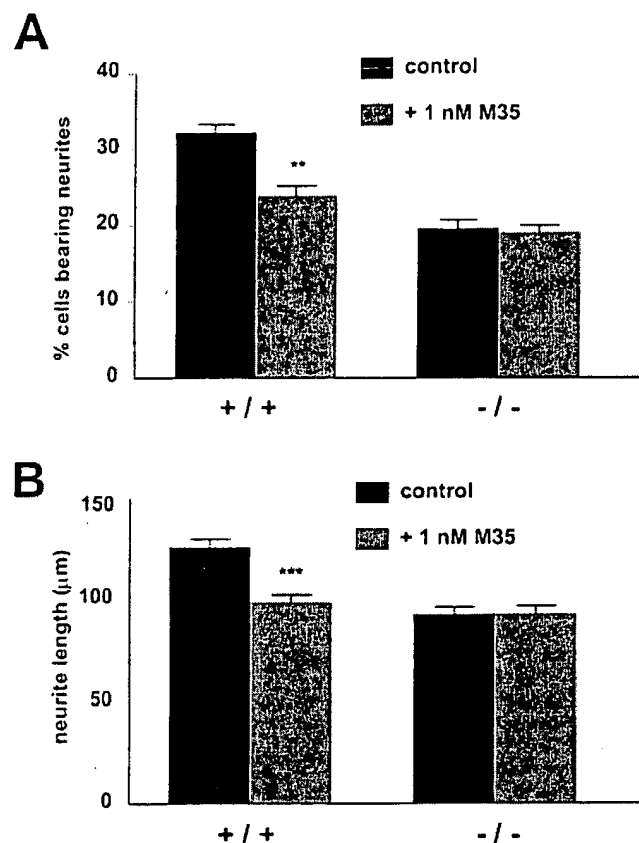 A
control
+ 1 nM M35
% cells bearing neurites
40
30
20
10
0
**
+ / +
- / -
B
control
+ 1 nM M35
neurite length (μm)
150
100
50
0
***
+ / +
- / -